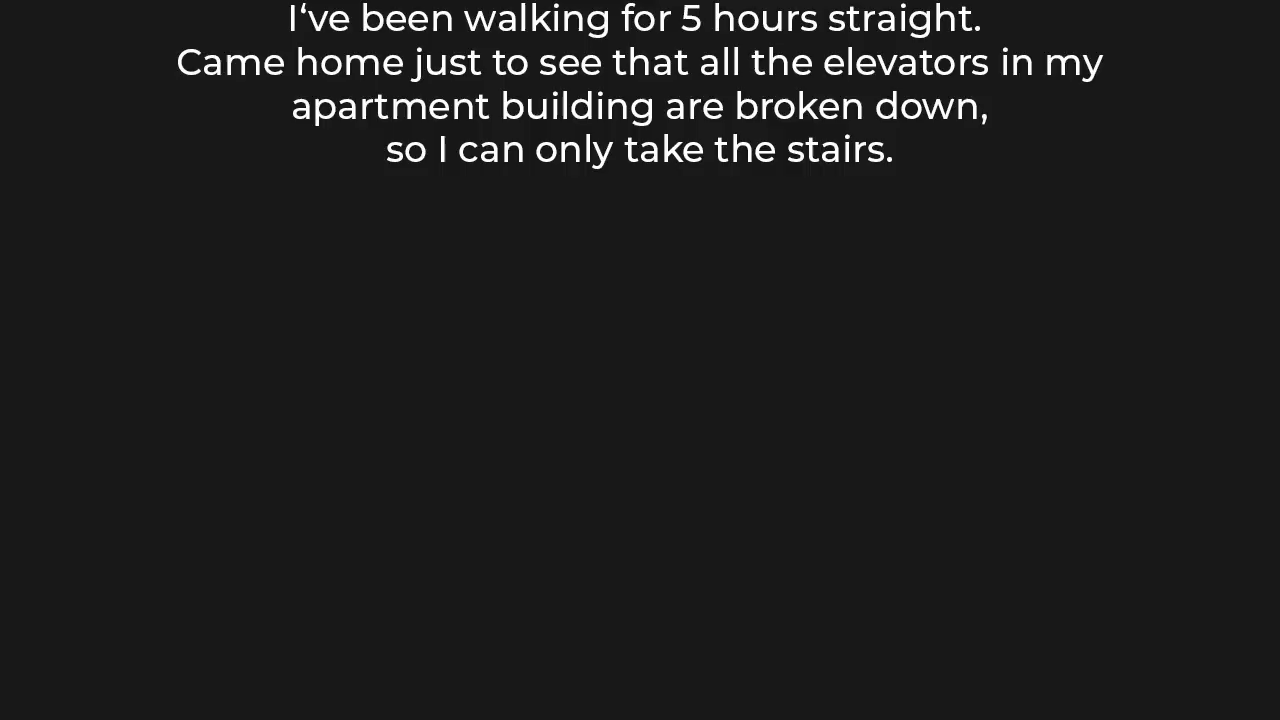 I‘ve been walking for 5 hours straight.
Came home just to see that all the elevators in my
apartment building are broken down,
so I can only take the stairs.